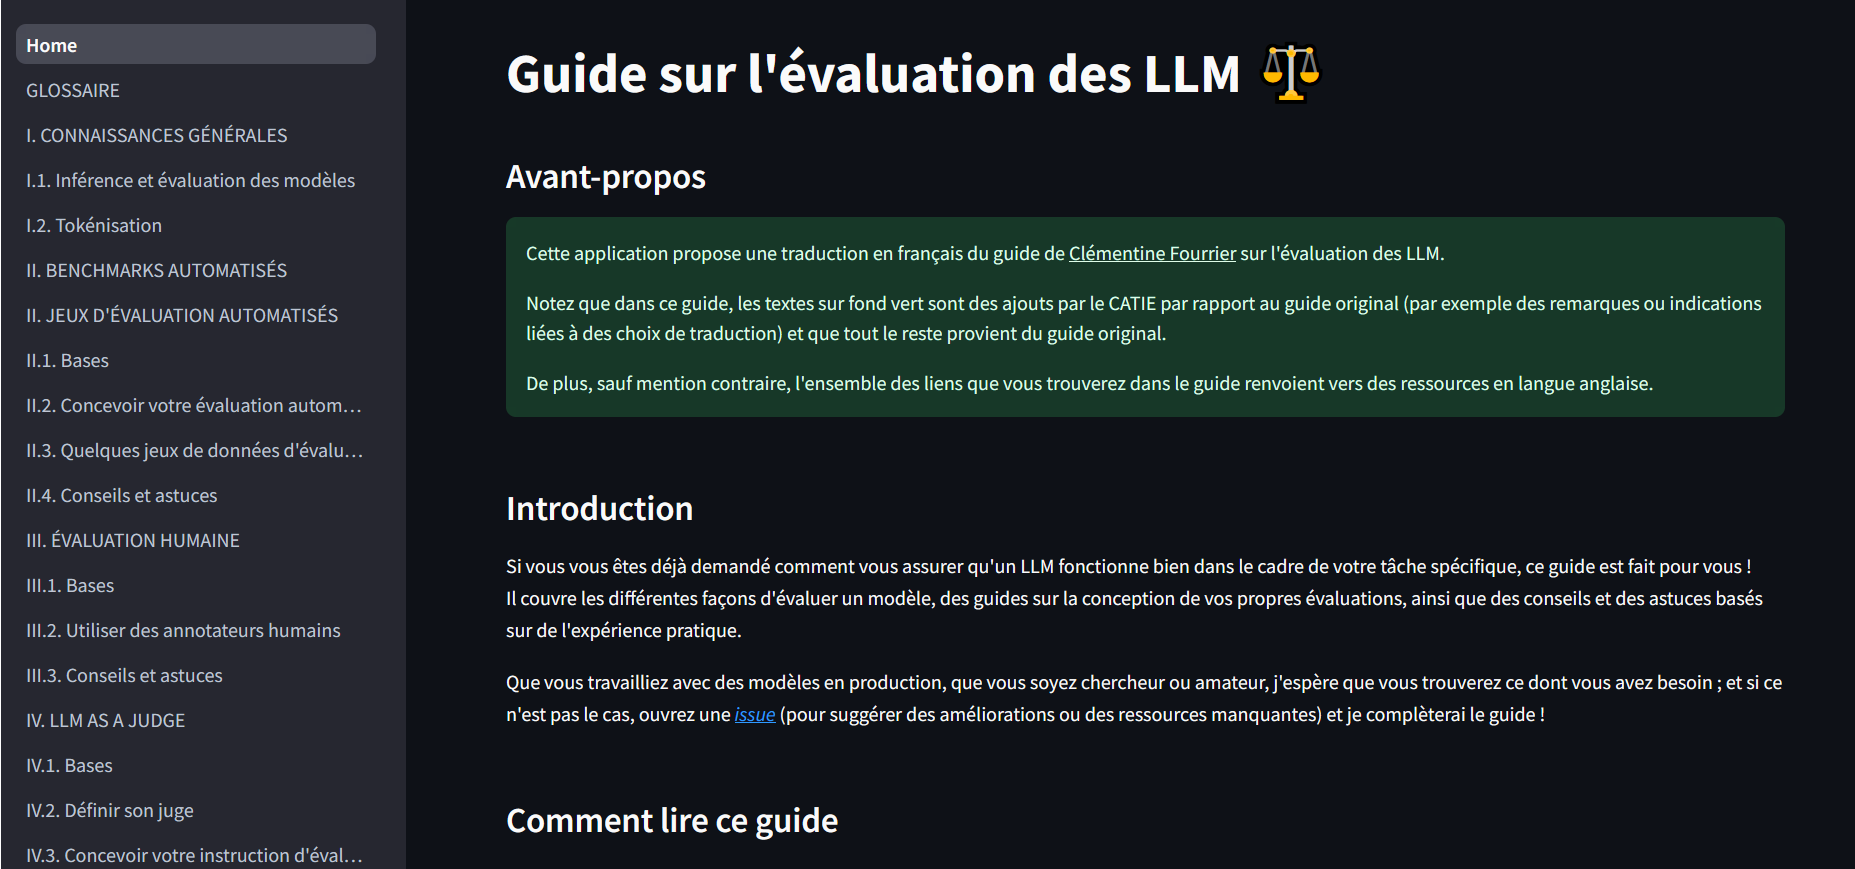 Home
GLOSSAIRE
I. CONNAISSANCES GÉNÉRALES
I.1. Inférence et évaluation des modèles
I.2. Tokénisation
II. BENCHMARKS AUTOMATISÉS
II. JEUX D'ÉVALUATION AUTOMATISÉS
II.1. Bases
II.2. Concevoir votre évaluation autom…
II.3. Quelques jeux de données d'évalu…
II.4. Conseils et astuces
III. ÉVALUATION HUMAINE
III.1. Bases
III.2. Utiliser des annotateurs humains
III.3. Conseils et astuces
IV. LLM AS A JUDGE
IV.1. Bases
IV.2. Définir son juge
IV.3. Concevoir votre instruction d'éval…
Guide sur l'évaluation des LLM
Avant-propos
Cette application propose une traduction en français du guide de Clémentine Fourrier sur l'évaluation des LLM.
Notez que dans ce guide, les textes sur fond vert sont des ajouts par le CATIE par rapport au guide original (par exemple des remarques ou indications
liées à des choix de traduction) et que tout le reste provient du guide original.
De plus, sauf mention contraire, l'ensemble des liens que vous trouverez dans le guide renvoient vers des ressources en langue anglaise.
Introduction
Si vous vous êtes déjà demandé comment vous assurer qu'un LLM fonctionne bien dans le cadre de votre tâche spécifique, ce guide est fait pour vous !
Il couvre les différentes façons d'évaluer un modèle, des guides sur la conception de vos propres évaluations, ainsi que des conseils et des astuces basés
sur de l'expérience pratique.
Que vous travailliez avec des modèles en production, que vous soyez chercheur ou amateur, j'espère que vous trouverez ce dont vous avez besoin ; et si ce
n'est pas le cas, ouvrez une issue (pour suggérer des améliorations ou des ressources manquantes) et je complèterai le guide !
Comment lire ce guide